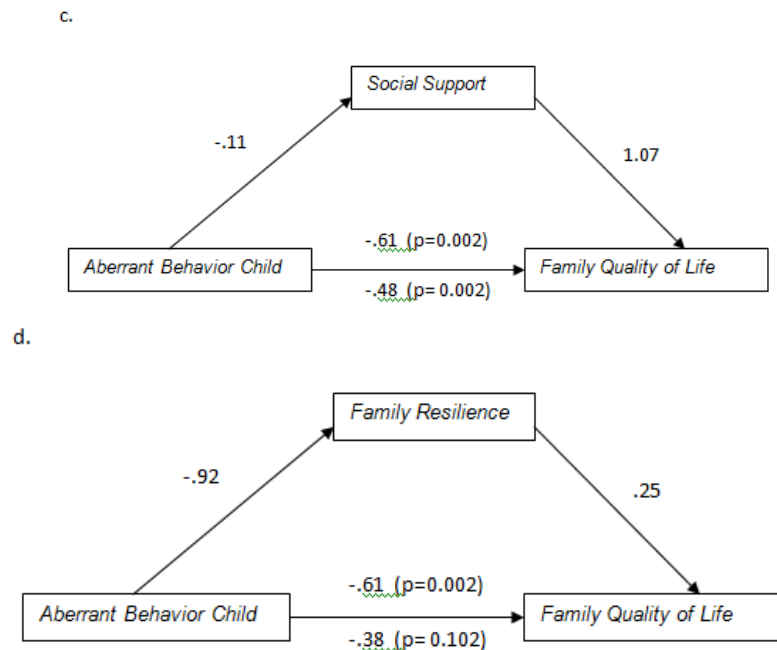 c.
Social Support
-.11
1.07
-.61 (p=0.002)
Aberrant Behavior Child
Family Quality of Life
-.48 (p= 0.002)
d.
Family Resilience
-.92
.25
-.61 (p=0.002)
Aberrant Behavior Child
Family Quality of Life
-.38 (p= 0.102)